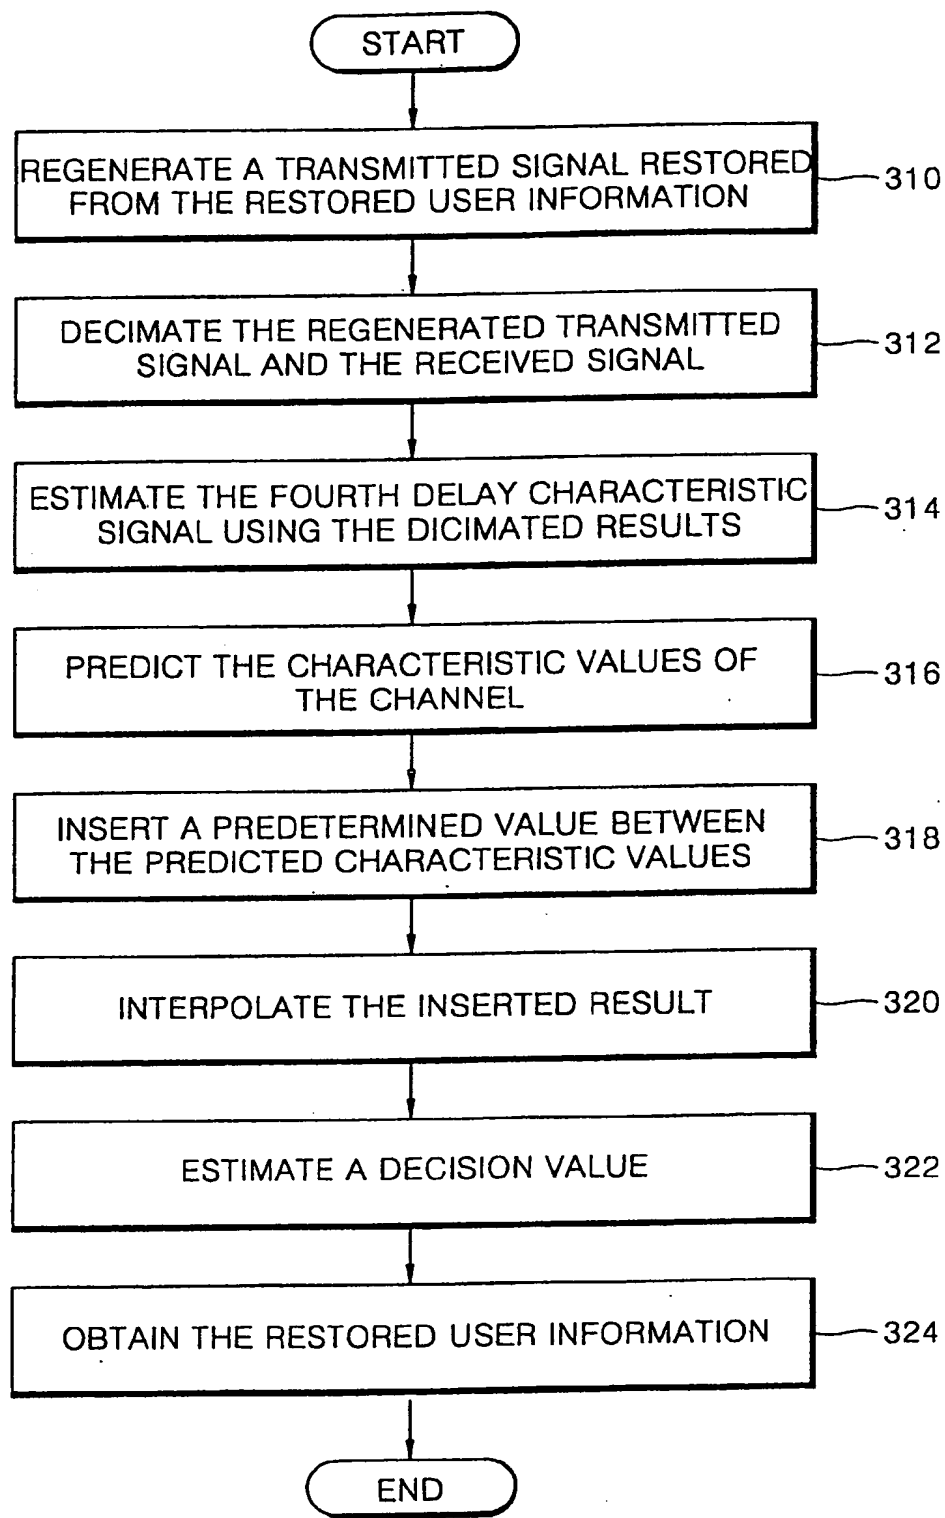 START
REGENERATE A TRANSMITTED SIGNAL RESTORED
FROM THE RESTORED USER INFORMATION
310
DECIMATE THE REGENERATED TRANSMITTED
SIGNAL AND THE RECEIVED SIGNAL
312
ESTIMATE THE FOURTH DELAY CHARACTERISTIC
SIGNAL USING THE DICIMATED RESULTS
314
PREDICT THE CHARACTERISTIC VALUES OF
THE CHANNEL
316
INSERT A PREDETERMINED VALUE BETWEEN
THE PREDICTED CHARACTERISTIC VALUES
318
INTERPOLATE THE INSERTED RESULT
320
ESTIMATE A DECISION VALUE
322
OBTAIN THE RESTORED USER INFORMATION
324
END